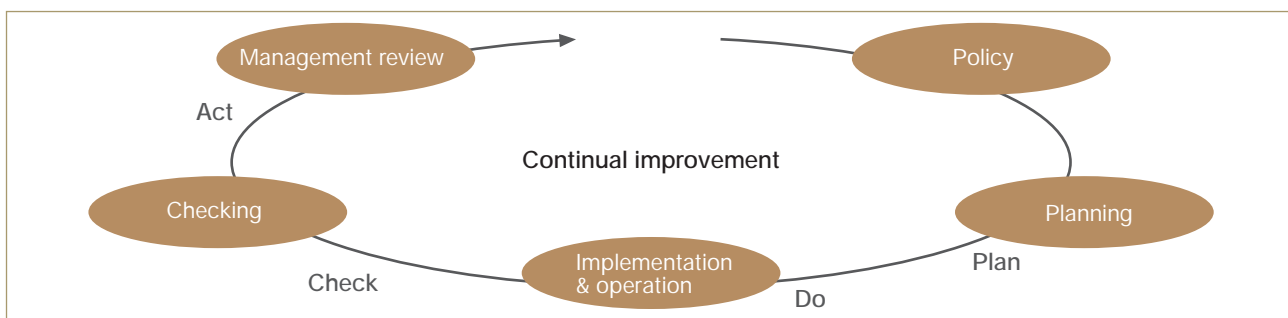 Management review
Policy
Act
Continual improvement
Checking
Planning
Implementation
& operation
Plan
Check
Do